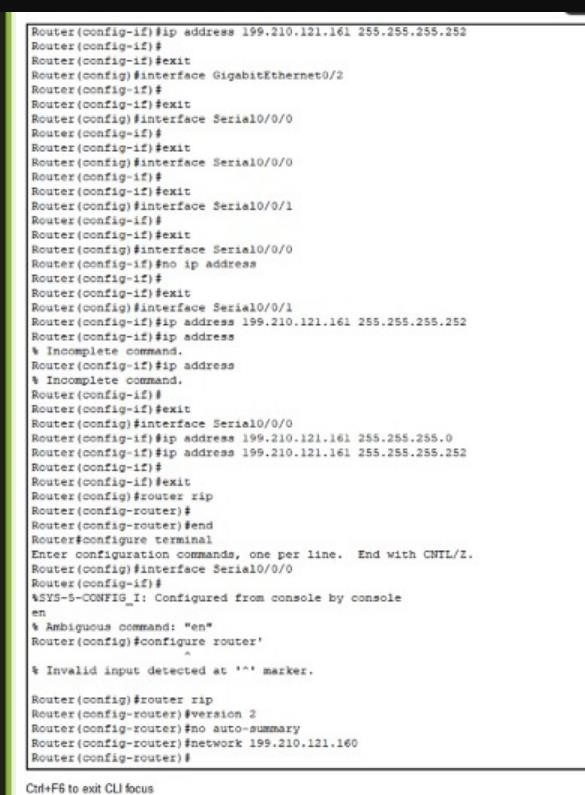 Router(config-if)#ip address 199.210.121.161 255.255.255.252
Router(config-if)#
Router(config-if)#exit
Router(config)#interface GigabitEthernet0/2
Router(config-if)#
Router(config-if)#exit
Router(config)#interface Serial0/0/0
Router(config-if)#
Router(config-if)#exit
Router(config)#interface Serial0/0/0
Router(config-if)#
Router(config-if)#exit
Router(config)#interface Serial0/0/1
Router(config-if)#
Router(config-if)#exit
Router(config)#interface Serial0/0/0
Router(config-if)#no ip address
Router(config-if)#
Router(config-if)#exit
Router(config)#interface Serial0/0/1
Router(config-if)#ip address 199.210.121.161 255.255.255.252
Router(config-if)#ip address
% Incomplete command.
Router(config-if)#ip address
% Incomplete command.
Router(config-if)#
Router(config-if)#exit
Router(config)#interface Serial0/0/0
Router(config-if)#ip address 199.210.121.161 255.255.255.0
Router(config-if)#ip address 199.210.121.161 255.255.255.252
Router(config-if)#
Router(config-if)#exit
Router(config)#router rip
Router(config-router)#
Router(config-router)#end
Router#configure terminal
Enter configuration commands, one per line. End with CNTL/Z.
Router(config)#interface Serial0/0/0
Router(config-if)#
%SYS-5-CONFIG_I: Configured from console by console
en
% Ambiguous command: "en"
Router(config)#configure router'
^
% Invalid input detected at '^' marker.
Router(config)#router rip
Router(config-router)#version 2
Router(config-router)#no auto-summary
Router(config-router)#network 199.210.121.160
Router(config-router)#
Ctrl+F6 to exit CLI focus